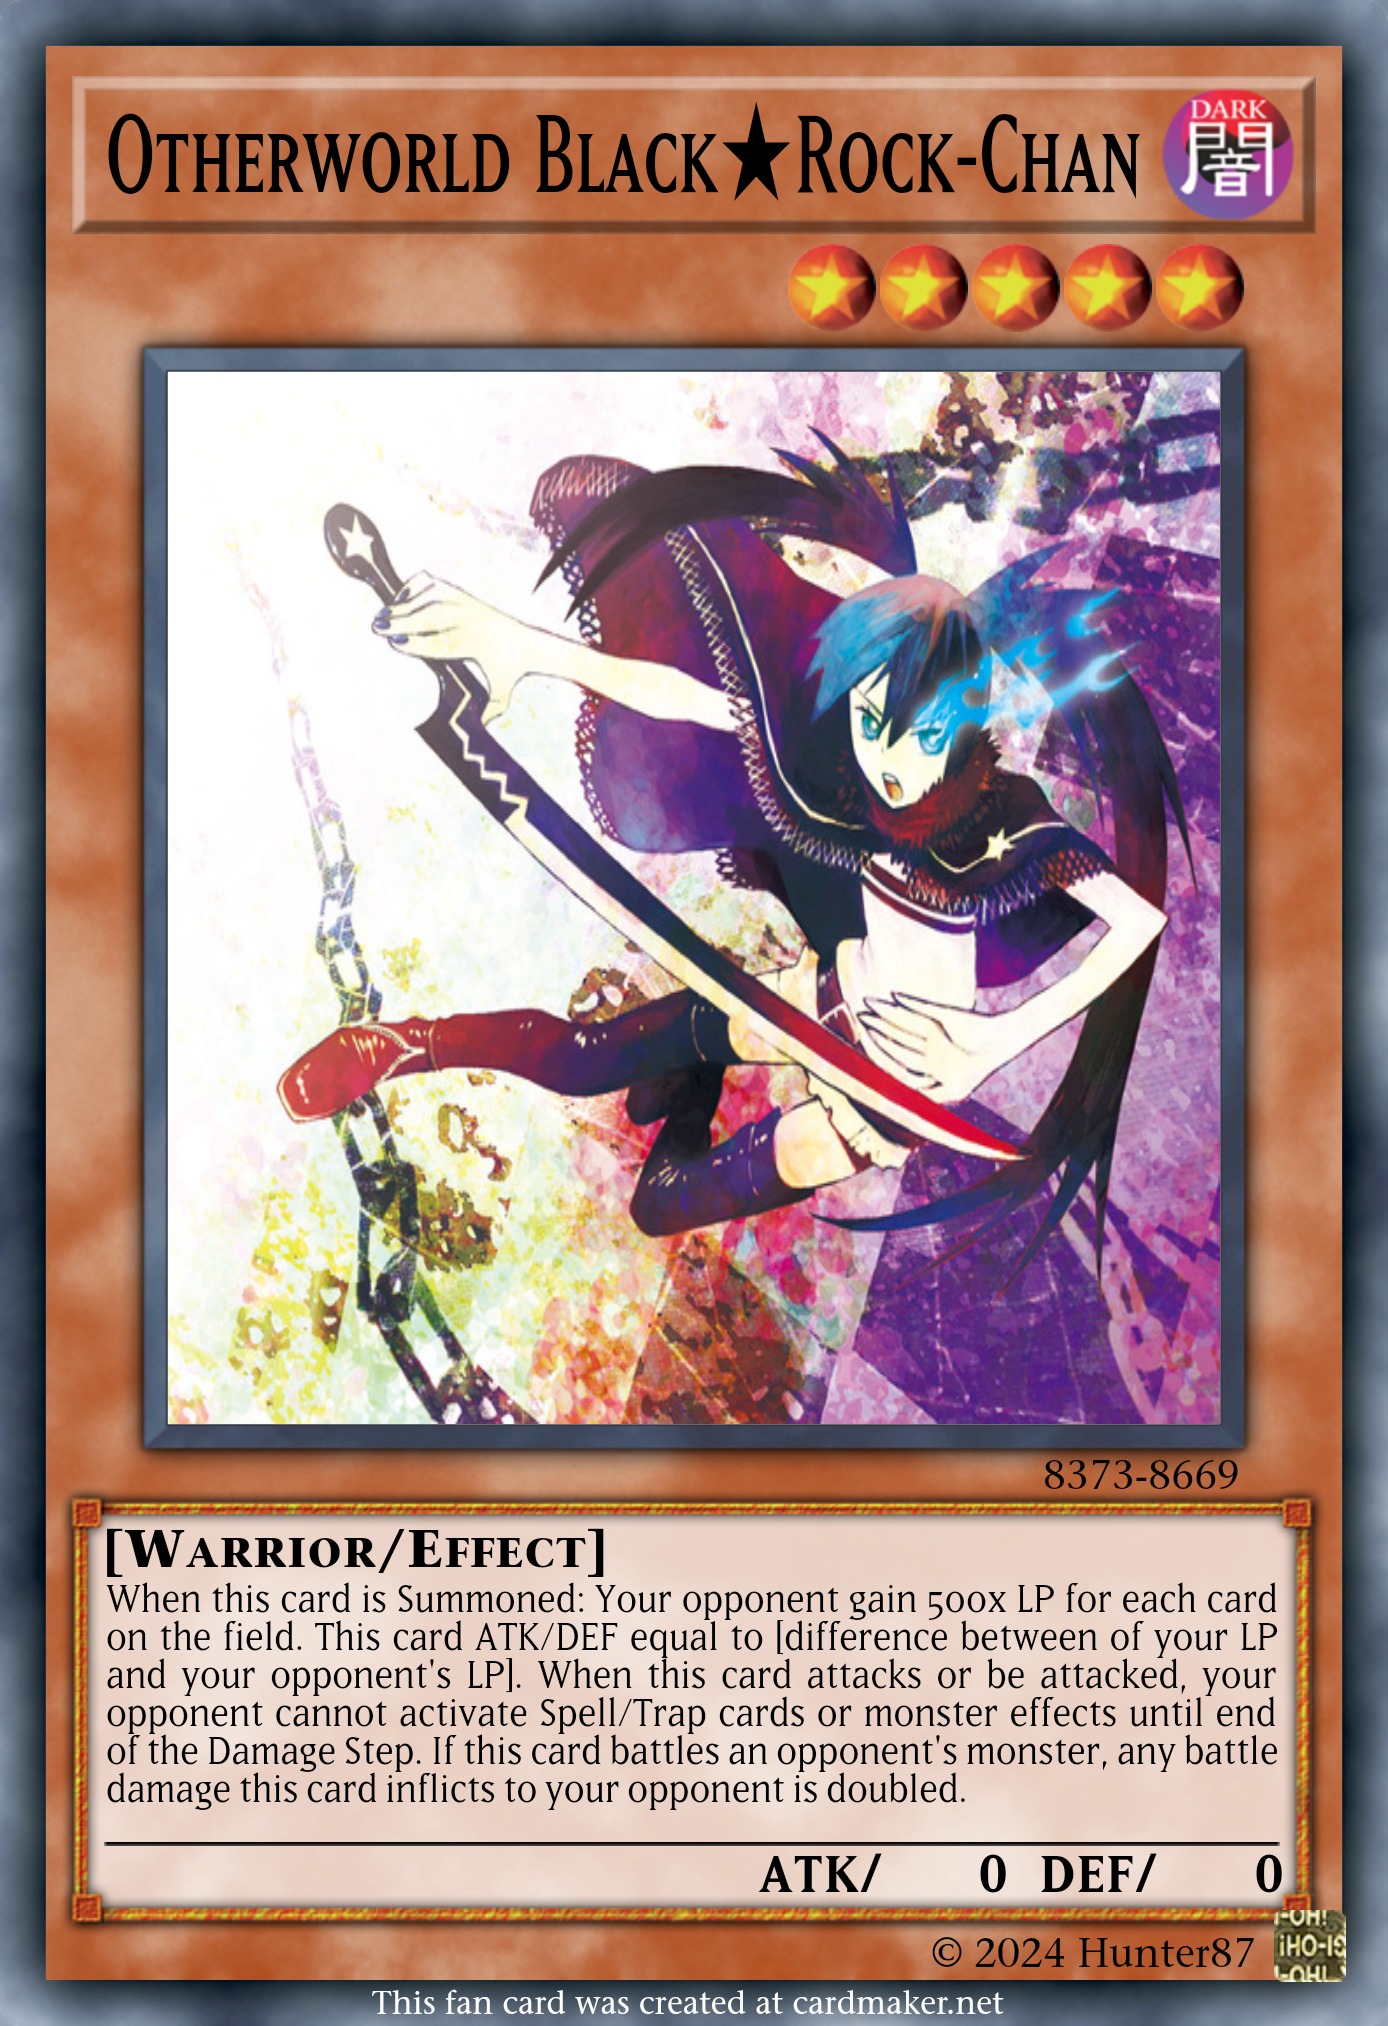 Otherworld Black★Rock-Chan
DARK
闇
8373-8669
[Warrior/Effect]
When this card is Summoned: Your opponent gain 500x LP for each card
on the field. This card ATK/DEF equal to [difference between of your LP
and your opponent's LP]. When this card attacks or be attacked, your
opponent cannot activate Spell/Trap cards or monster effects until end
of the Damage Step. If this card battles an opponent's monster, any battle
damage this card inflicts to your opponent is doubled.
ATK/ 0 DEF/ 0
© 2024 Hunter87
This fan card was created at cardmaker.net